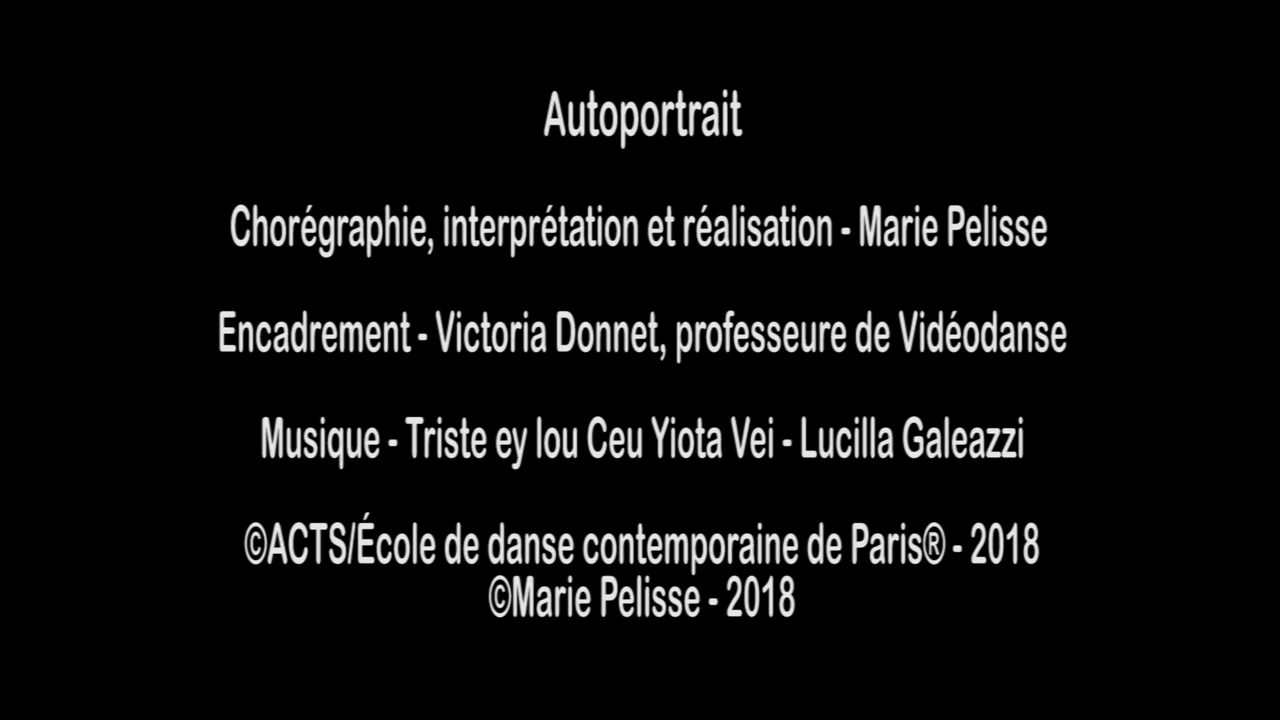 Autoportrait
Chorégraphie, interprétation et réalisation - Marie Pelisse
Encadrement - Victoria Donnet, professeure de Vidéodanse
Musique - Triste ey lou Ceu Yiota Vei - Lucilla Galeazzi
©ACTS/École de danse contemporaine de Paris® - 2018
©Marie Pelisse - 2018